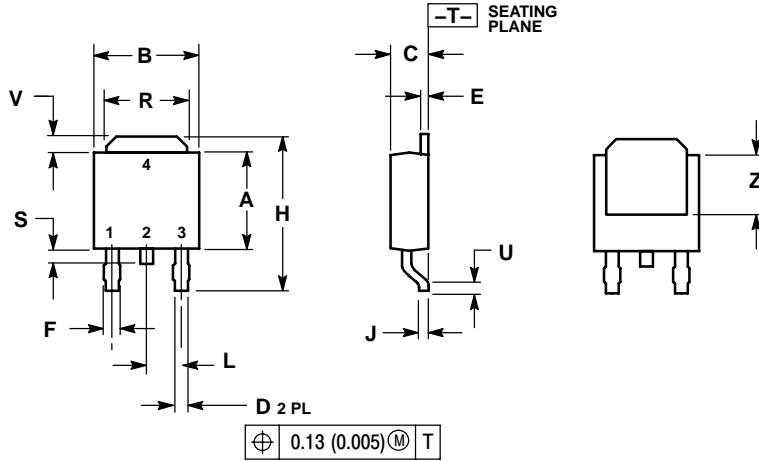 –T– SEATING
PLANE
B
C
V
R
E
4
Z
A
H
S
1 2 3
U
F
J
L
D 2 PL
⌖ 0.13 (0.005) Ⓜ T